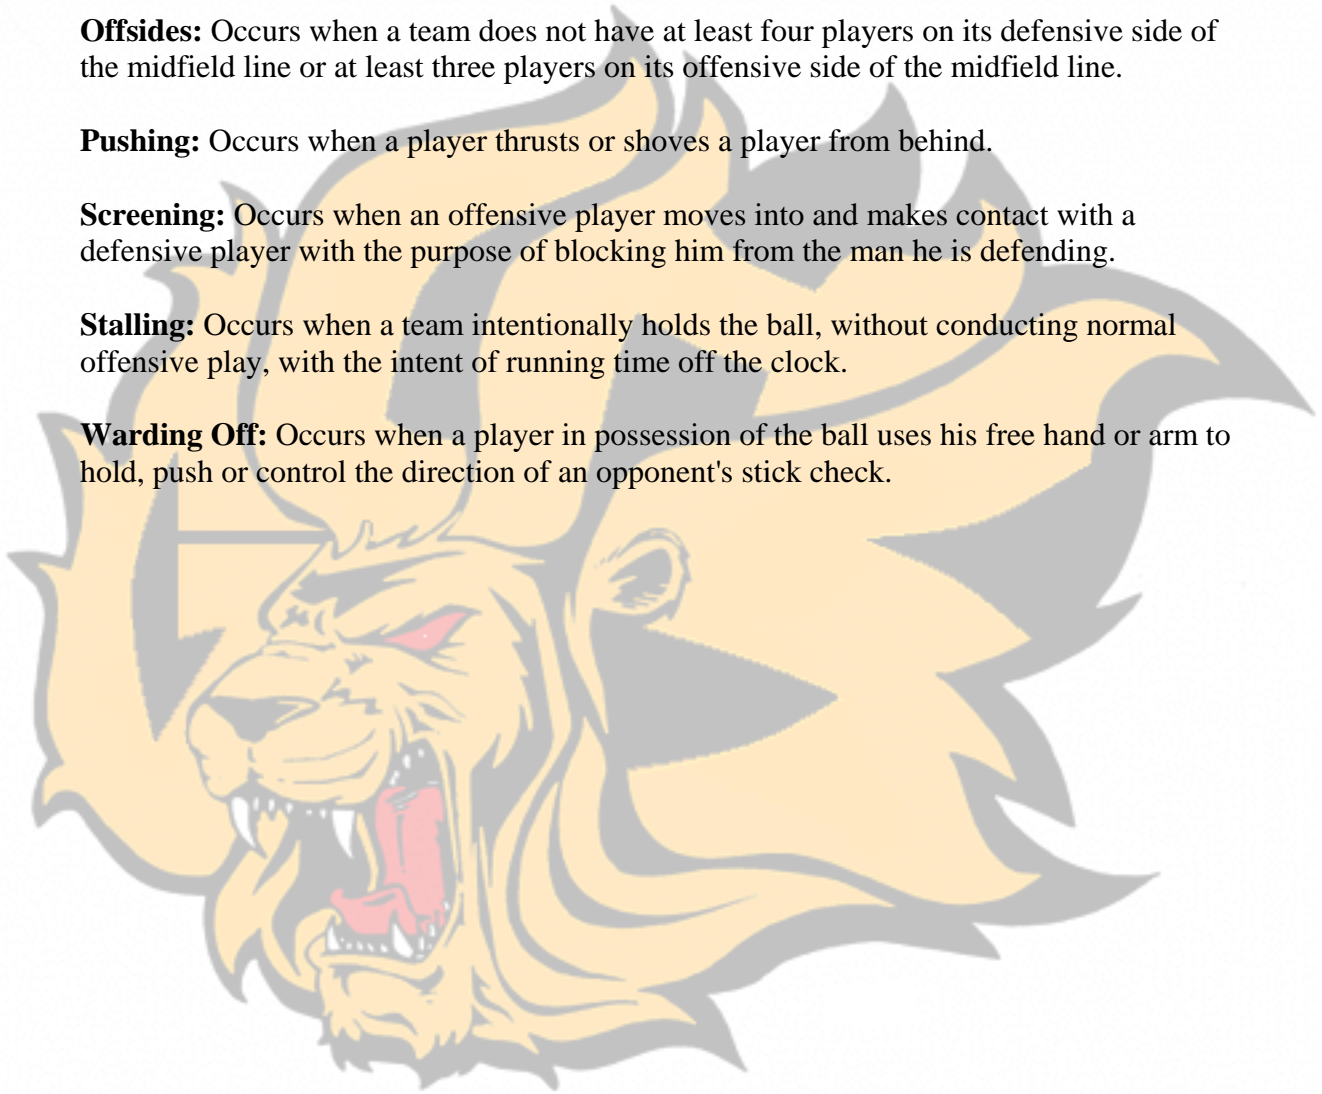 Offsides: Occurs when a team does not have at least four players on its defensive side of
the midfield line or at least three players on its offensive side of the midfield line.
Pushing: Occurs when a player thrusts or shoves a player from behind.
Screening: Occurs when an offensive player moves into and makes contact with a
defensive player with the purpose of blocking him from the man he is defending.
Stalling: Occurs when a team intentionally holds the ball, without conducting normal
offensive play, with the intent of running time off the clock.
Warding Off: Occurs when a player in possession of the ball uses his free hand or arm to
hold, push or control the direction of an opponent's stick check.